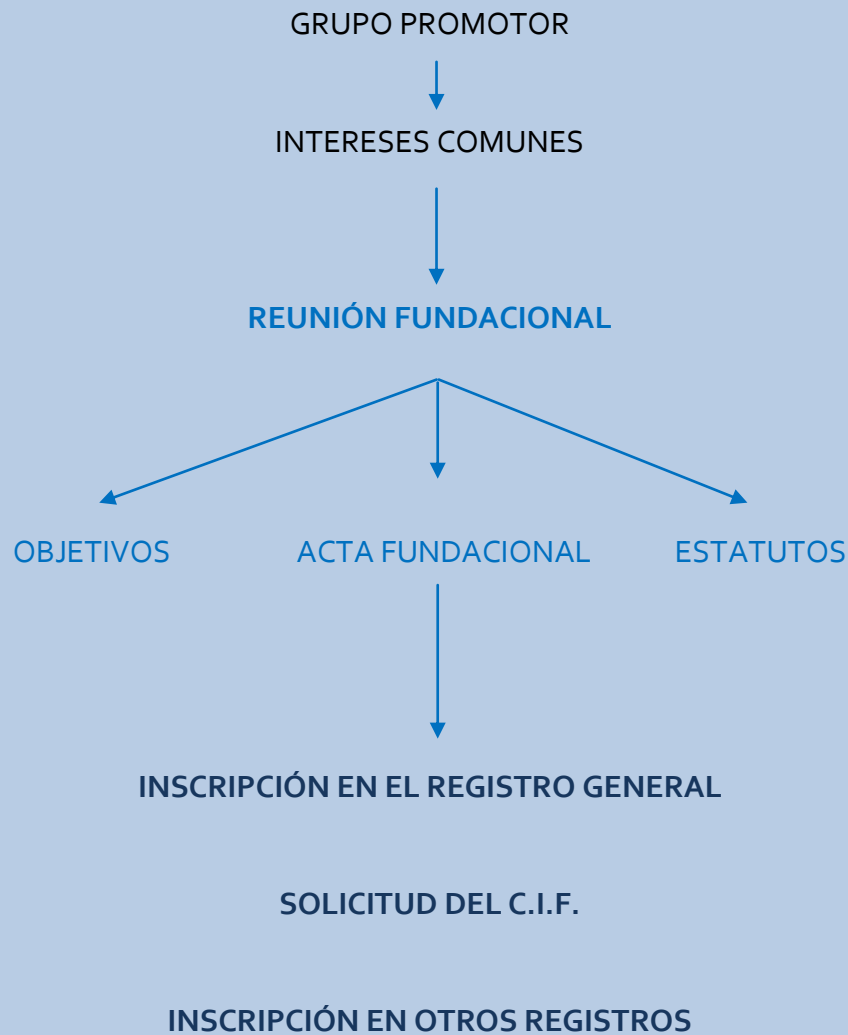 GRUPO PROMOTOR
INTERESES COMUNES
REUNIÓN FUNDACIONAL
OBJETIVOS
ACTA FUNDACIONAL
ESTATUTOS
INSCRIPCIÓN EN EL REGISTRO GENERAL
SOLICITUD DEL C.I.F.
INSCRIPCIÓN EN OTROS REGISTROS